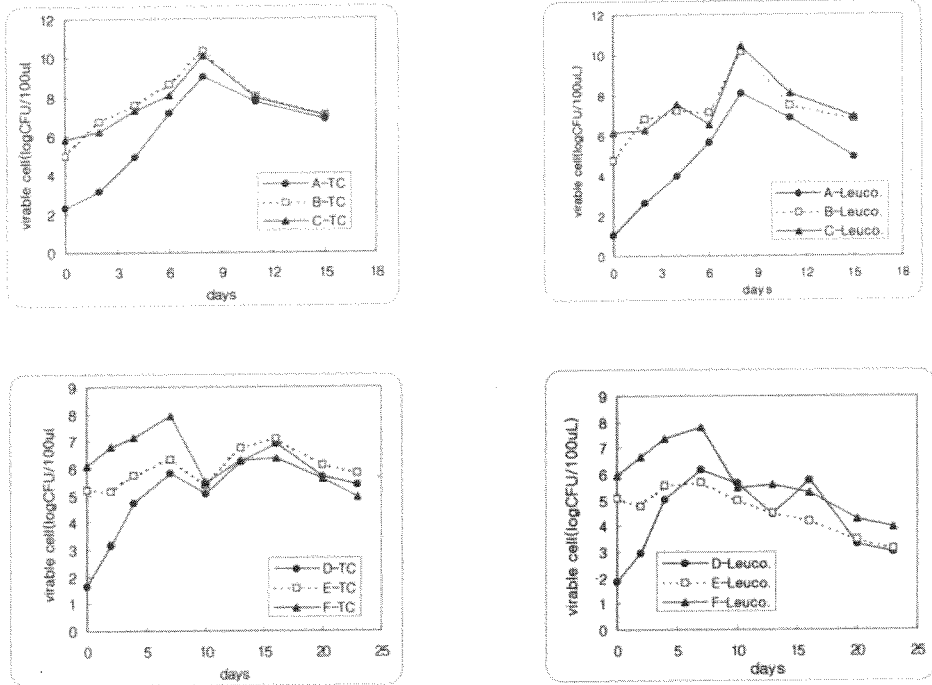 virable cell(logCFU/100u(
12
10
8
6
4
2
0
0 3 6 9 12 15 18
days
A-TC
B-TC
C-TC
virable cell(logCFU/100uL)
12
10
8
6
4
2
0
0 3 6 9 12 15 18
days
A-Leuco.
B-Leuco.
C-Leuco.
virable cell(logCFU/100u(
9
8
7
6
5
4
3
2
1
0
0 5 10 15 20 25
days
D-TC
E-TC
F-TC
virable cell(logCFU/100uL)
9
8
7
6
5
4
3
2
1
0
0 5 10 15 20 25
days
D-Leuco.
E-Leuco.
F-Leuco.